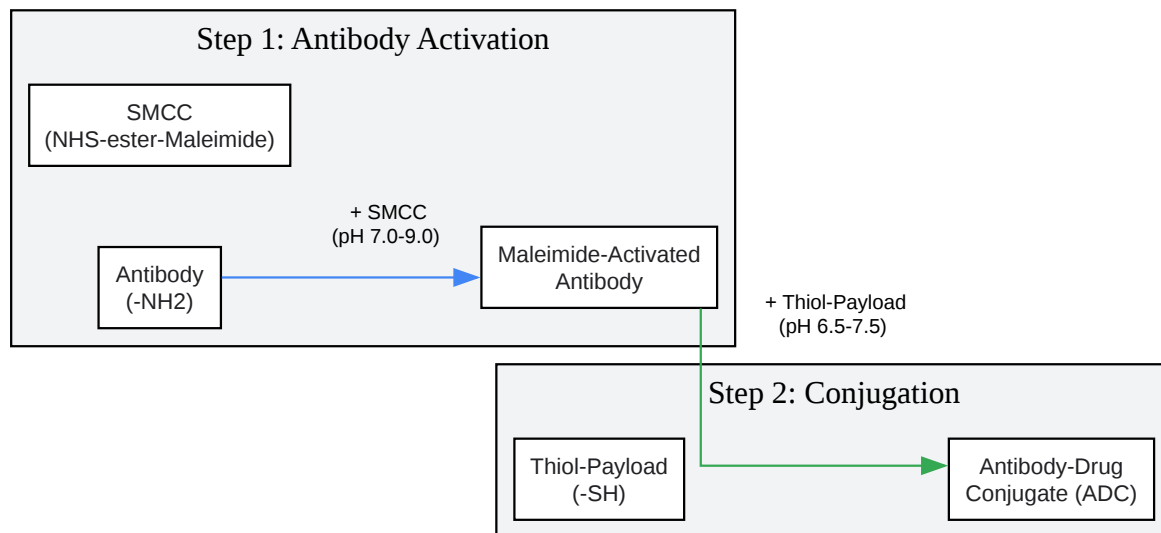 Step 1: Antibody Activation
SMCC
(NHS-ester-Maleimide)
+ SMCC
(pH 7.0-9.0)
Antibody
(-NH2)
Maleimide-Activated
Antibody
+ Thiol-Payload
(pH 6.5-7.5)
Step 2: Conjugation
Thiol-Payload
(-SH)
Antibody-Drug
Conjugate (ADC)